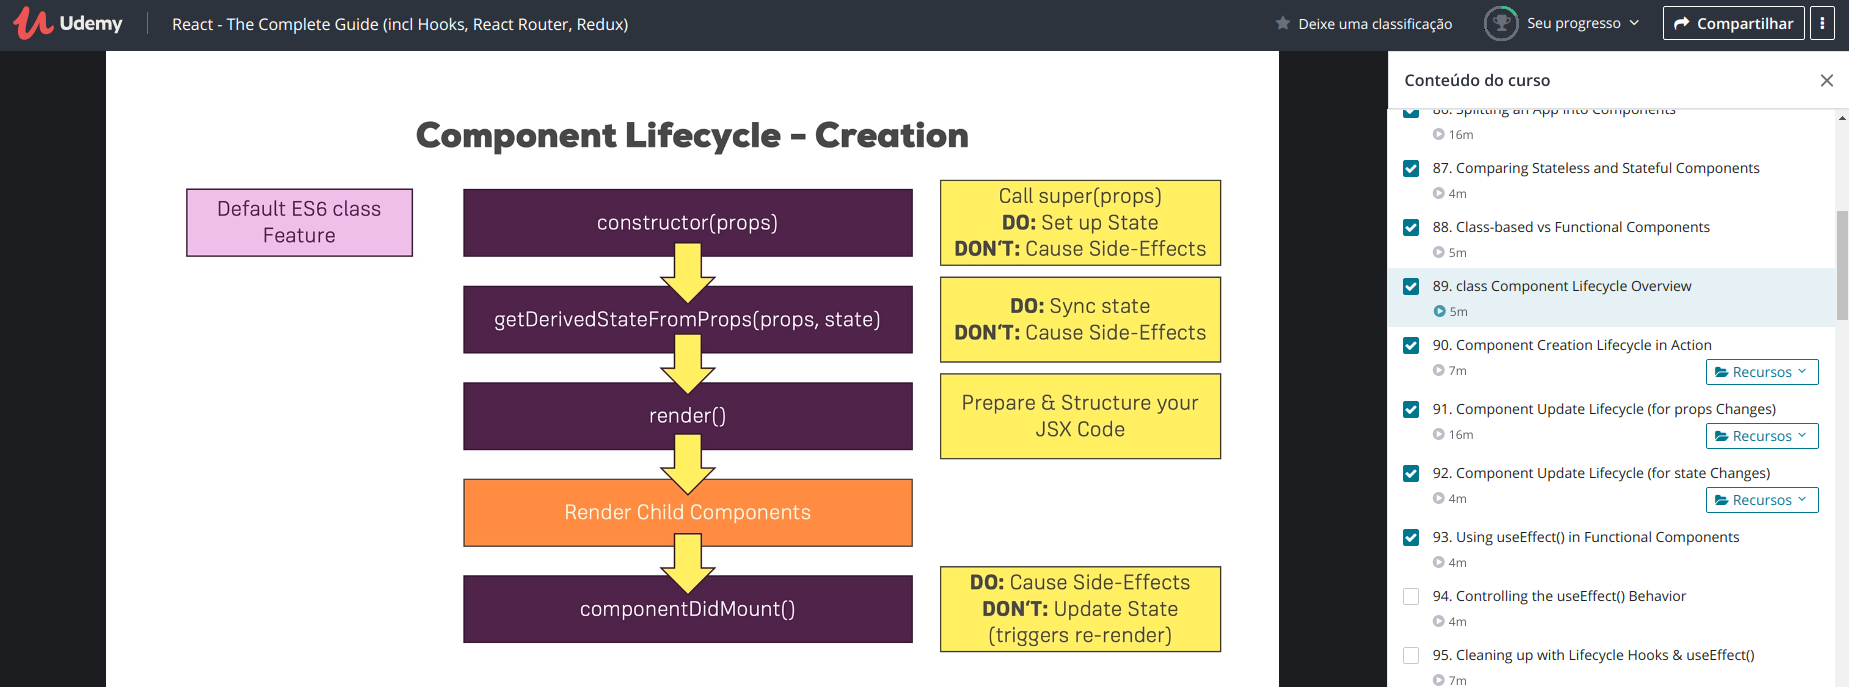 Udemy
React - The Complete Guide (incl Hooks, React Router, Redux)
Deixe uma classificação
Seu progresso
Compartilhar
Component Lifecycle - Creation
Default ES6 class
Feature
constructor(props)
Call super(props)
DO: Set up State
DON'T: Cause Side-Effects
getDerivedStateFromProps(props, state)
DO: Sync state
DON'T: Cause Side-Effects
render()
Prepare & Structure your
JSX Code
Render Child Components
componentDidMount()
DO: Cause Side-Effects
DON'T: Update State
(triggers re-render)
Conteúdo do curso
86. Splitting an App Into Components
16m
87. Comparing Stateless and Stateful Components
4m
88. Class-based vs Functional Components
5m
89. class Component Lifecycle Overview
5m
90. Component Creation Lifecycle in Action
7m
Recursos
91. Component Update Lifecycle (for props Changes)
16m
Recursos
92. Component Update Lifecycle (for state Changes)
4m
Recursos
93. Using useEffect() in Functional Components
4m
94. Controlling the useEffect() Behavior
4m
95. Cleaning up with Lifecycle Hooks & useEffect()
7m